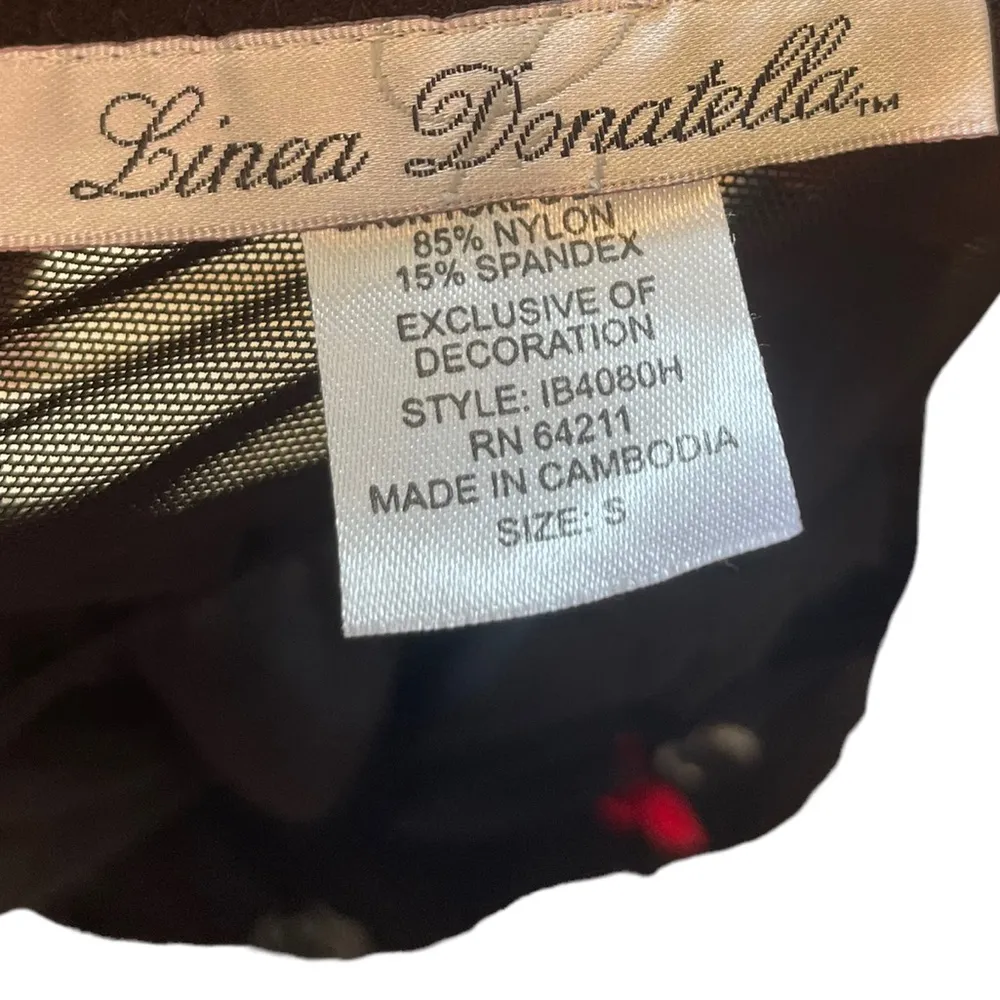 Linea Donatella™
85% NYLON
15% SPANDEX
EXCLUSIVE OF
DECORATION
STYLE: IB4080H
RN 64211
MADE IN CAMBODIA
SIZE: S